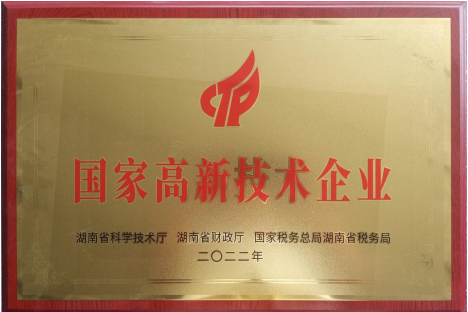 CTP
国家高新技术企业
湖南省科学技术厅 湖南省财政厅 国家税务总局湖南省税务局
二〇二二年